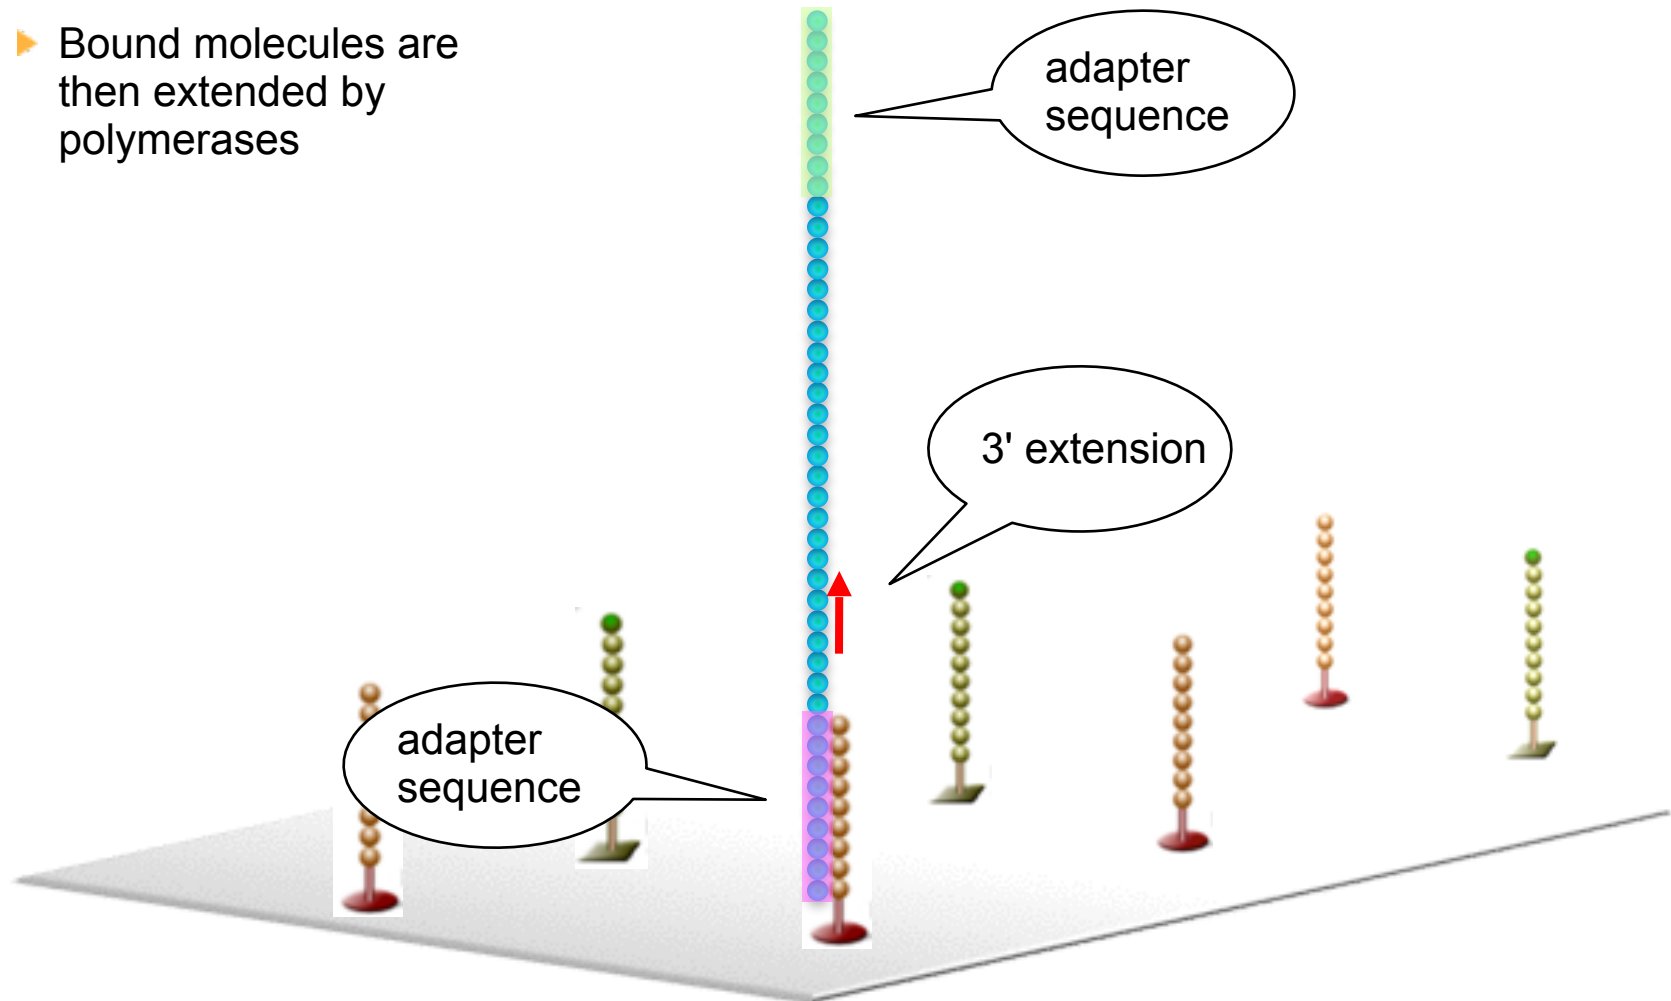 Bound molecules are
then extended by
polymerases
adapter
sequence
3' extension
adapter
sequence